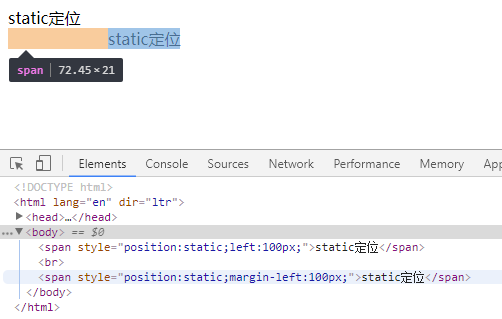 static定位
static定位
span 72.45×21
Elements Console Sources Network Performance Memory App
<!DOCTYPE html>
<html lang="en" dir="ltr">
<head>…</head>
<body> == $0
<span style="position:static;left:100px;">static定位</span>
<br>
<span style="position:static;margin-left:100px;">static定位</span>
</body>
</html>